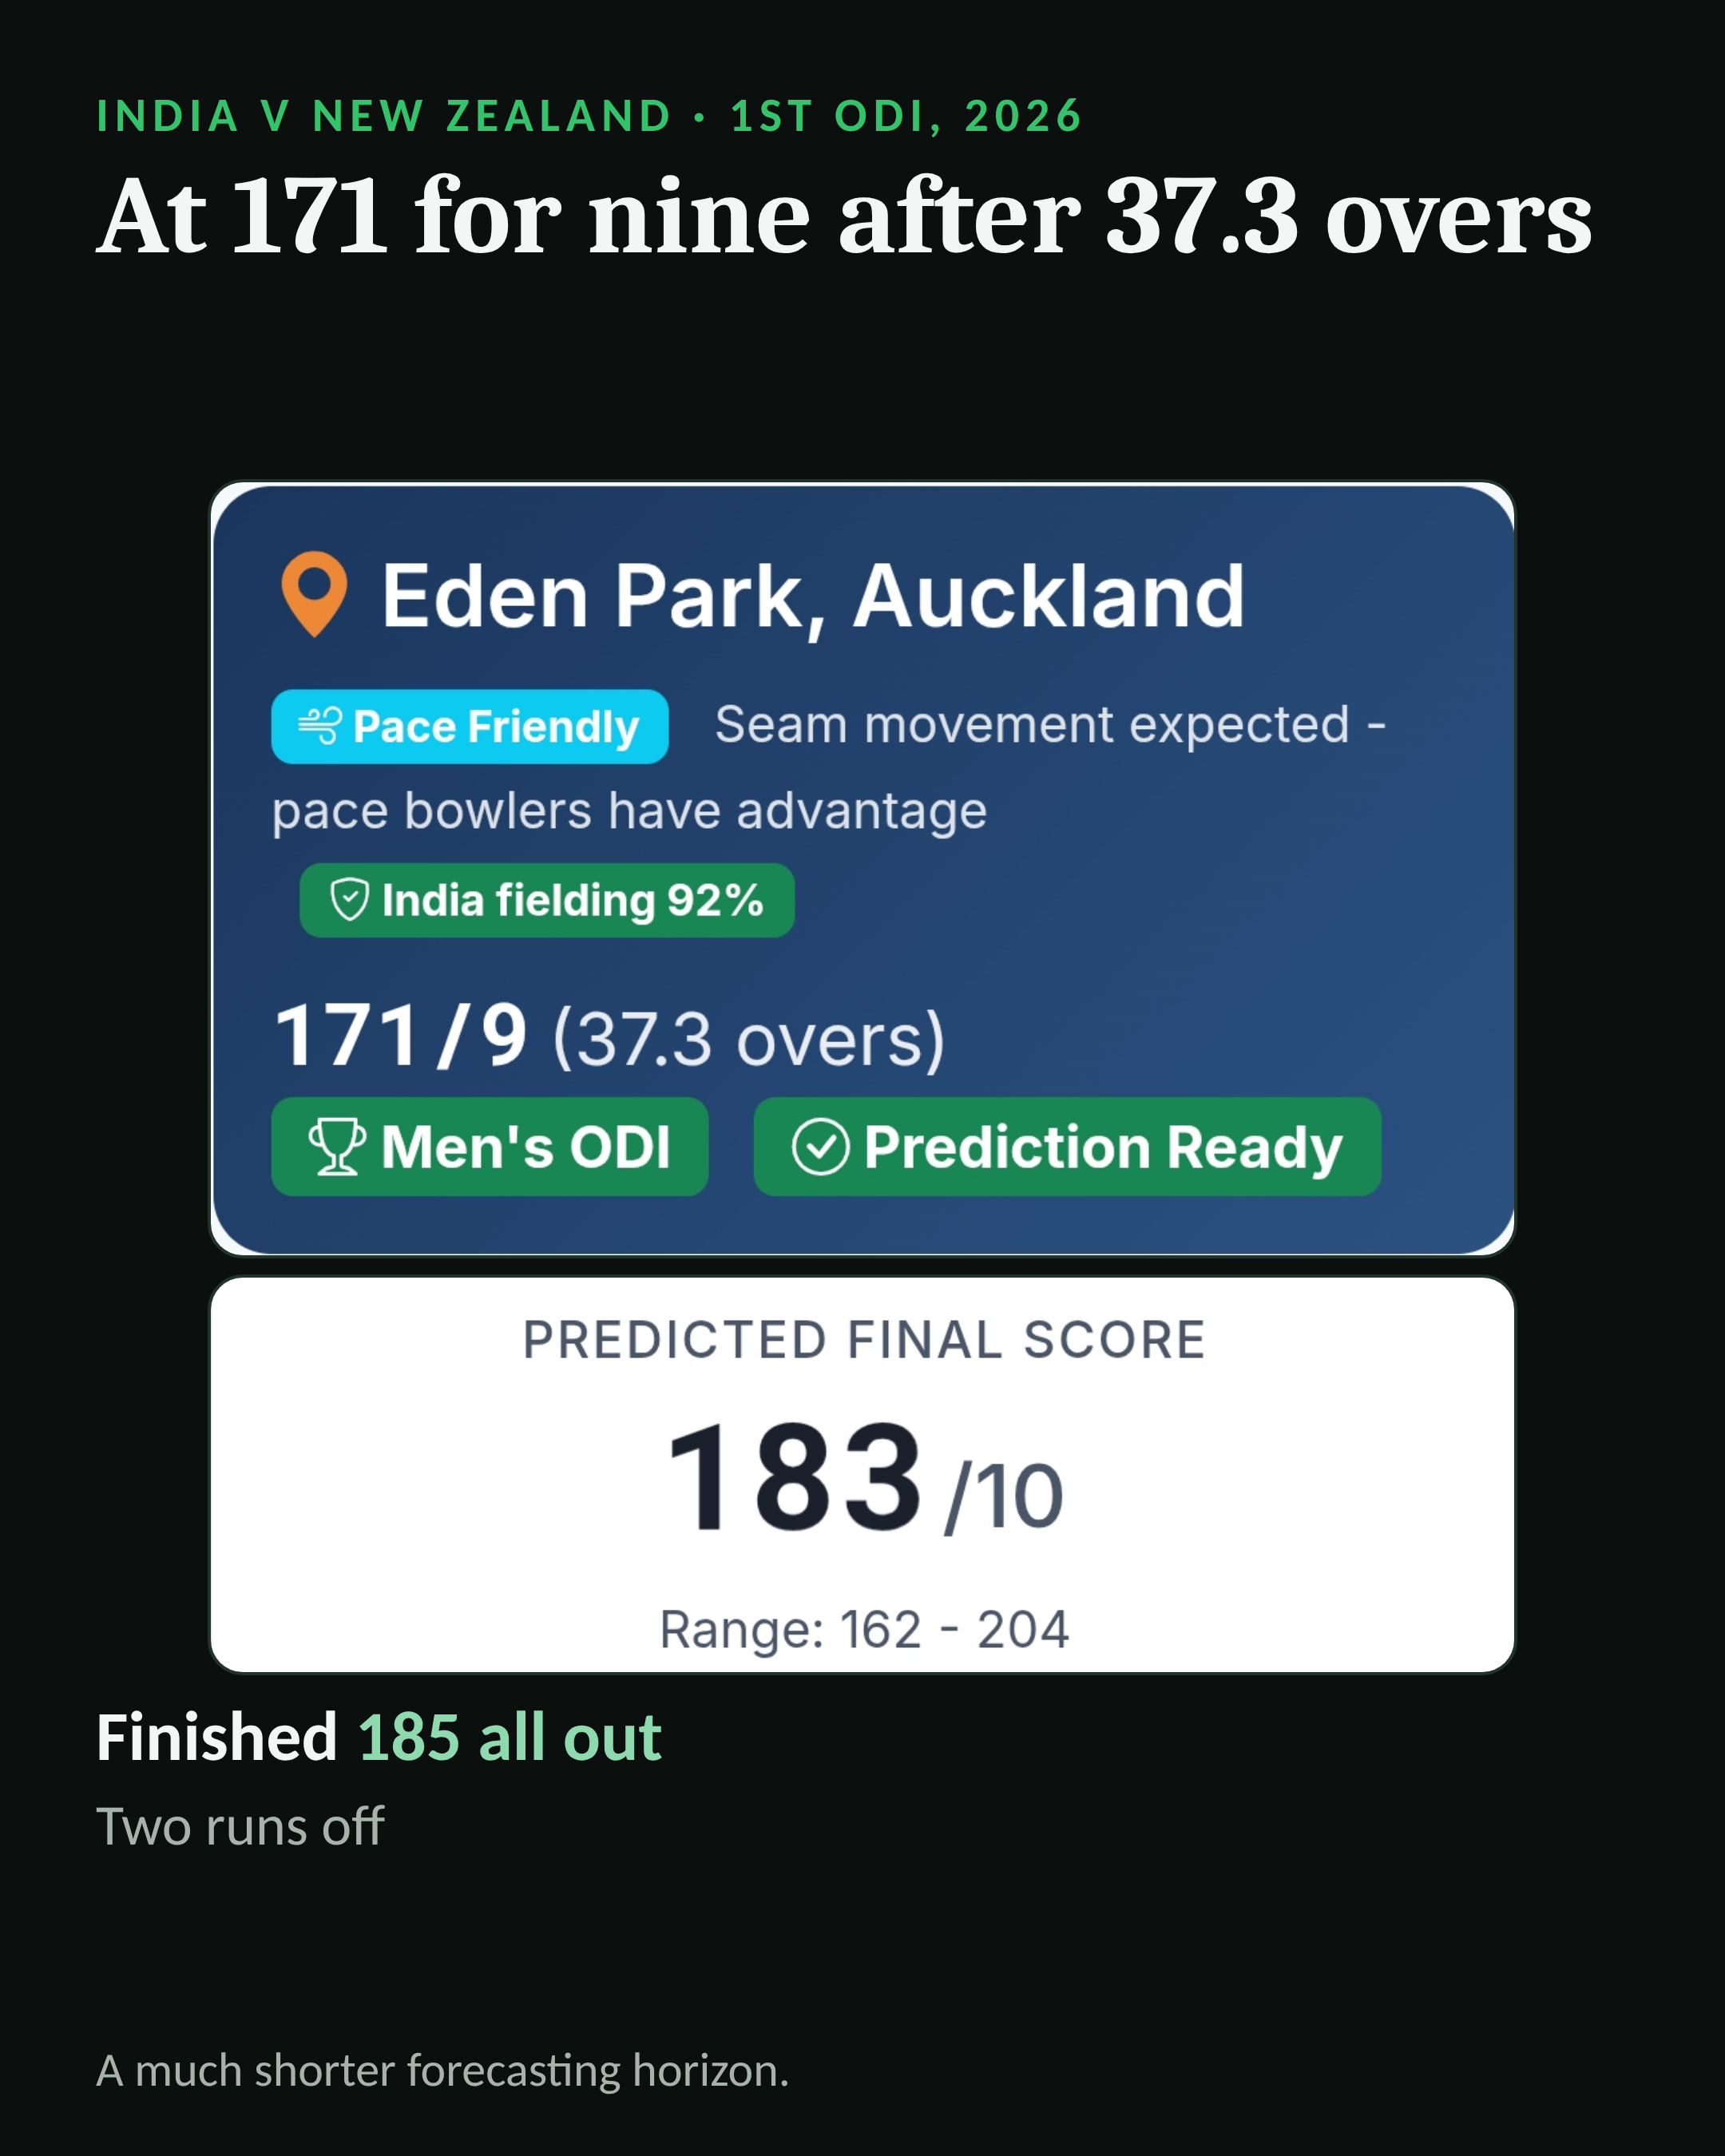 INDIA V NEW ZEALAND · 1ST ODI, 2026
At 171 for nine after 37.3 overs
Eden Park, Auckland
Pace Friendly Seam movement expected -
pace bowlers have advantage
India fielding 92%
171/9 (37.3 overs)
Men's ODI Prediction Ready
PREDICTED FINAL SCORE
183/10
Range: 162 - 204
Finished 185 all out
Two runs off
A much shorter forecasting horizon.